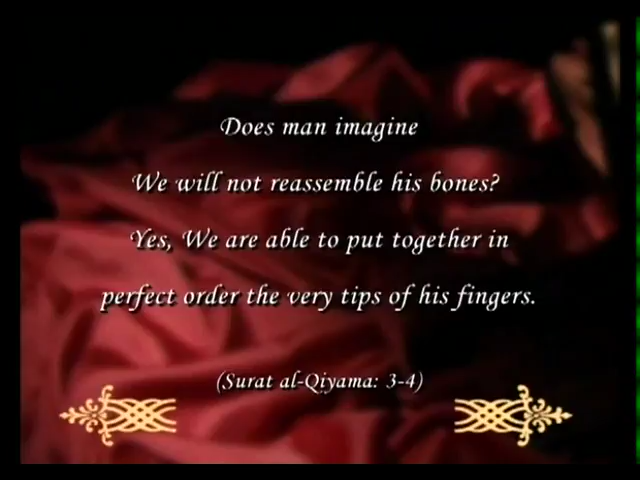 Does man imagine
We will not reassemble his bones?
Yes, We are able to put together in
perfect order the very tips of his fingers.
(Surat al-Qiyama: 3-4)